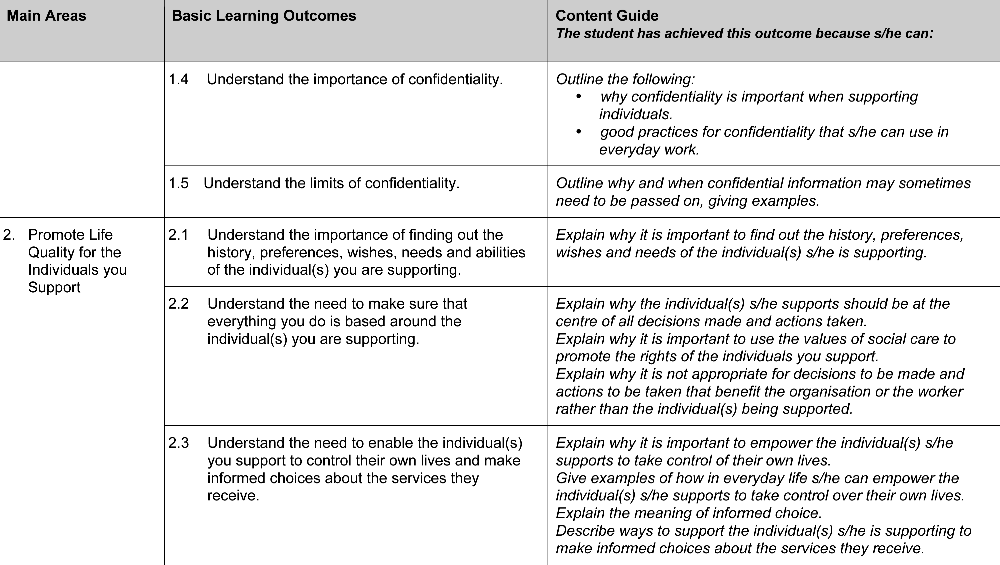 Main Areas
Basic Learning Outcomes
Content Guide
The student has achieved this outcome because s/he can:
1.4 Understand the importance of confidentiality.
Outline the following:
• why confidentiality is important when supporting
individuals.
• good practices for confidentiality that s/he can use in
everyday work.
1.5 Understand the limits of confidentiality.
Outline why and when confidential information may sometimes
need to be passed on, giving examples.
2. Promote Life
Quality for the
Individuals you
Support
2.1 Understand the importance of finding out the
history, preferences, wishes, needs and abilities
of the individual(s) you are supporting.
Explain why it is important to find out the history, preferences,
wishes and needs of the individual(s) s/he is supporting.
2.2 Understand the need to make sure that
everything you do is based around the
individual(s) you are supporting.
Explain why the individual(s) s/he supports should be at the
centre of all decisions made and actions taken.
Explain why it is important to use the values of social care to
promote the rights of the individuals you support.
Explain why it is not appropriate for decisions to be made and
actions to be taken that benefit the organisation or the worker
rather than the individual(s) being supported.
2.3 Understand the need to enable the individual(s)
you support to control their own lives and make
informed choices about the services they
receive.
Explain why it is important to empower the individual(s) s/he
supports to take control of their own lives.
Give examples of how in everyday life s/he can empower the
individual(s) s/he supports to take control over their own lives.
Explain the meaning of informed choice.
Describe ways to support the individual(s) s/he is supporting to
make informed choices about the services they receive.